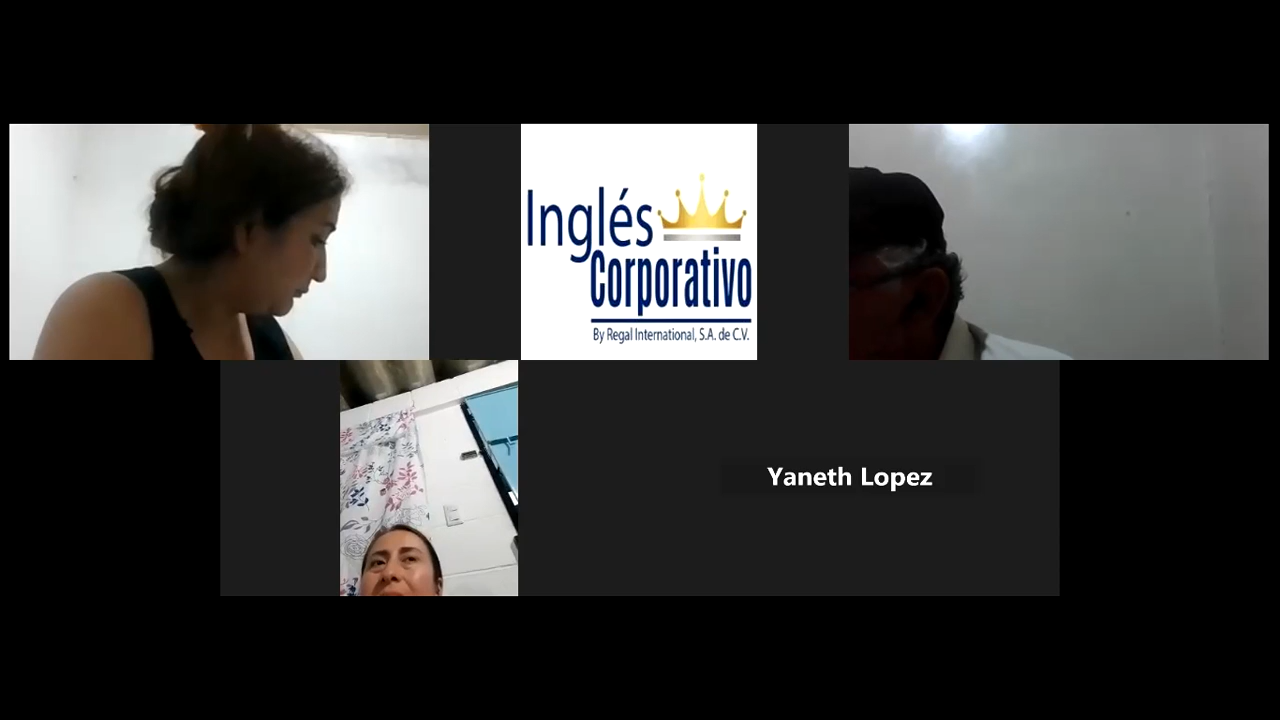 Inglés
Corporativo
By Regal International, S.A. de C.V.
Yaneth Lopez